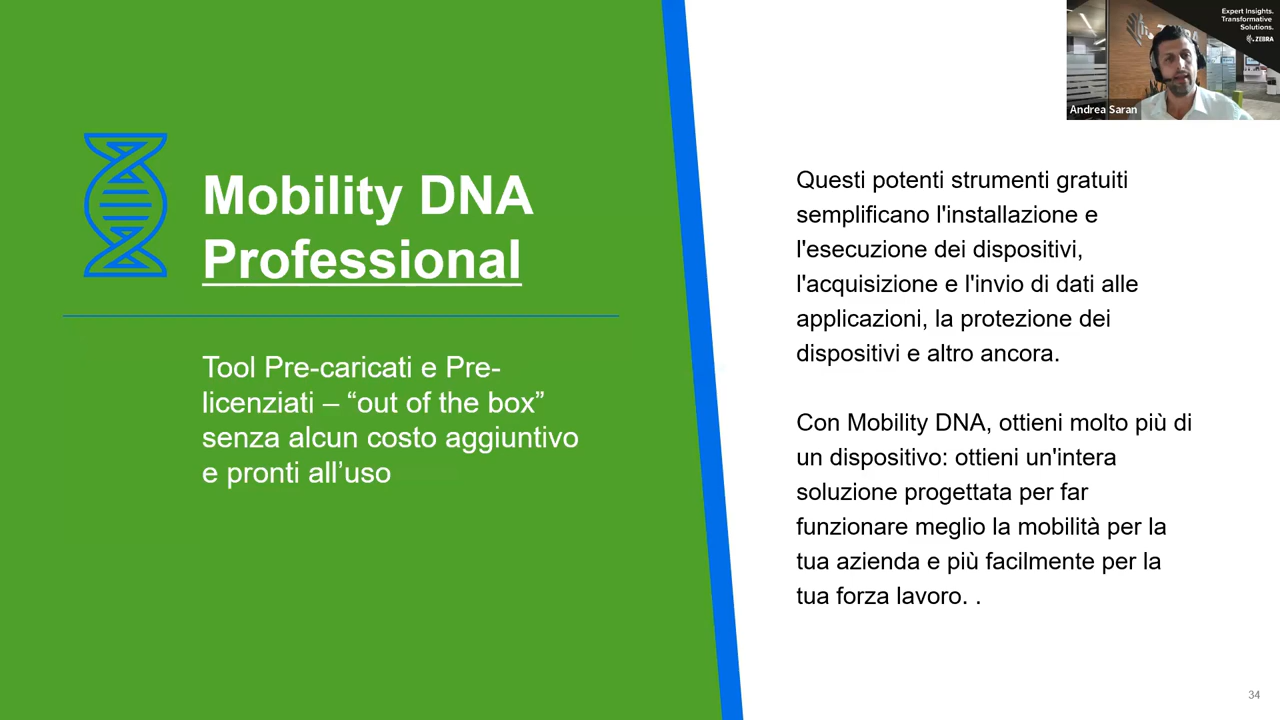 Mobility DNA
Professional
Tool Pre-caricati e Pre-
licenziati – “out of the box”
senza alcun costo aggiuntivo
e pronti all’uso
Expert Insights.
Transformative
Solutions.
ZEBRA
Andrea Saran
Questi potenti strumenti gratuiti
semplificano l'installazione e
l'esecuzione dei dispositivi,
l'acquisizione e l'invio di dati alle
applicazioni, la protezione dei
dispositivi e altro ancora.
Con Mobility DNA, ottieni molto più di
un dispositivo: ottieni un'intera
soluzione progettata per far
funzionare meglio la mobilità per la
tua azienda e più facilmente per la
tua forza lavoro. .
34